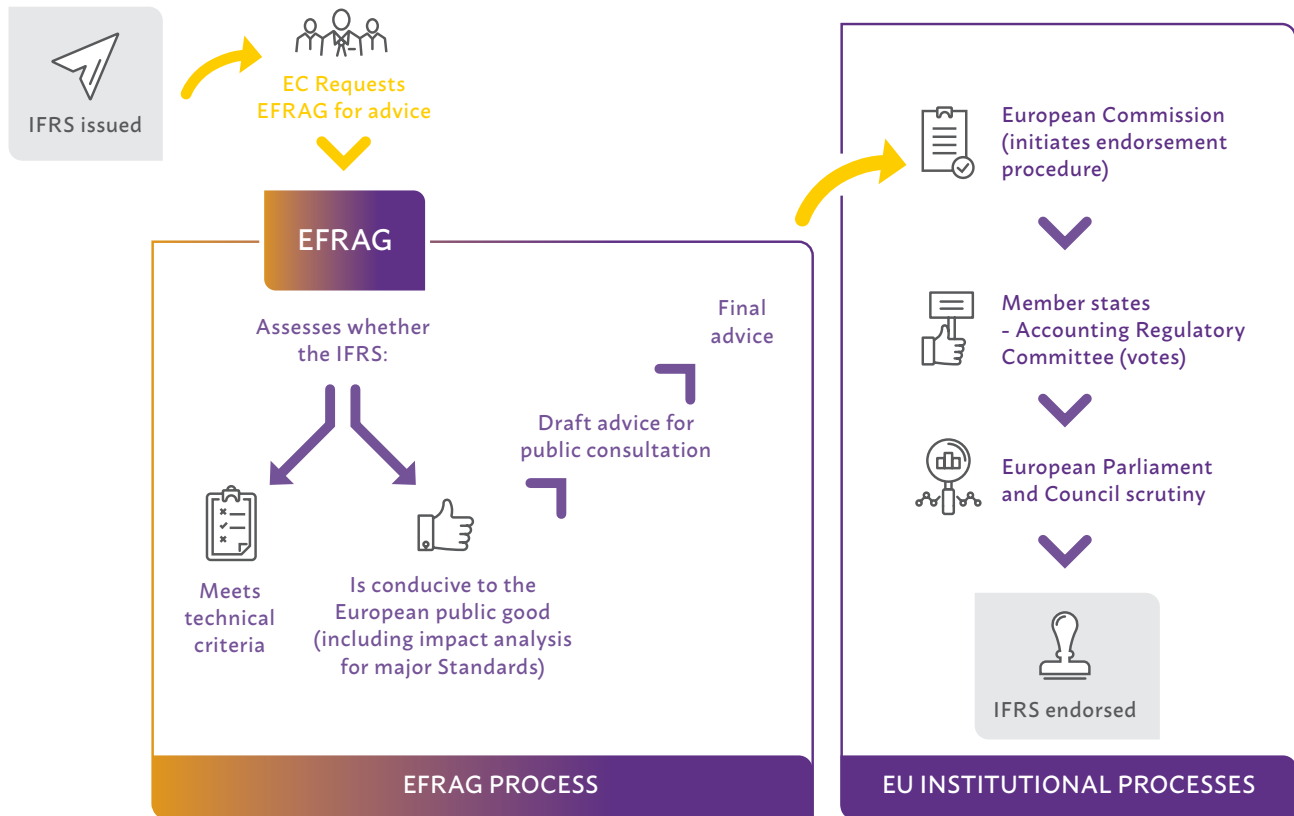 IFRS issued
EC Requests
EFRAG for advice
EFRAG
Assesses whether
the IFRS:
Meets
technical
criteria
Is conducive to the
European public good
(including impact analysis
for major Standards)
Draft advice for
public consultation
Final
advice
EFRAG PROCESS
European Commission
(initiates endorsement
procedure)
Member states
- Accounting Regulatory
Committee (votes)
European Parliament
and Council scrutiny
IFRS endorsed
EU INSTITUTIONAL PROCESSES